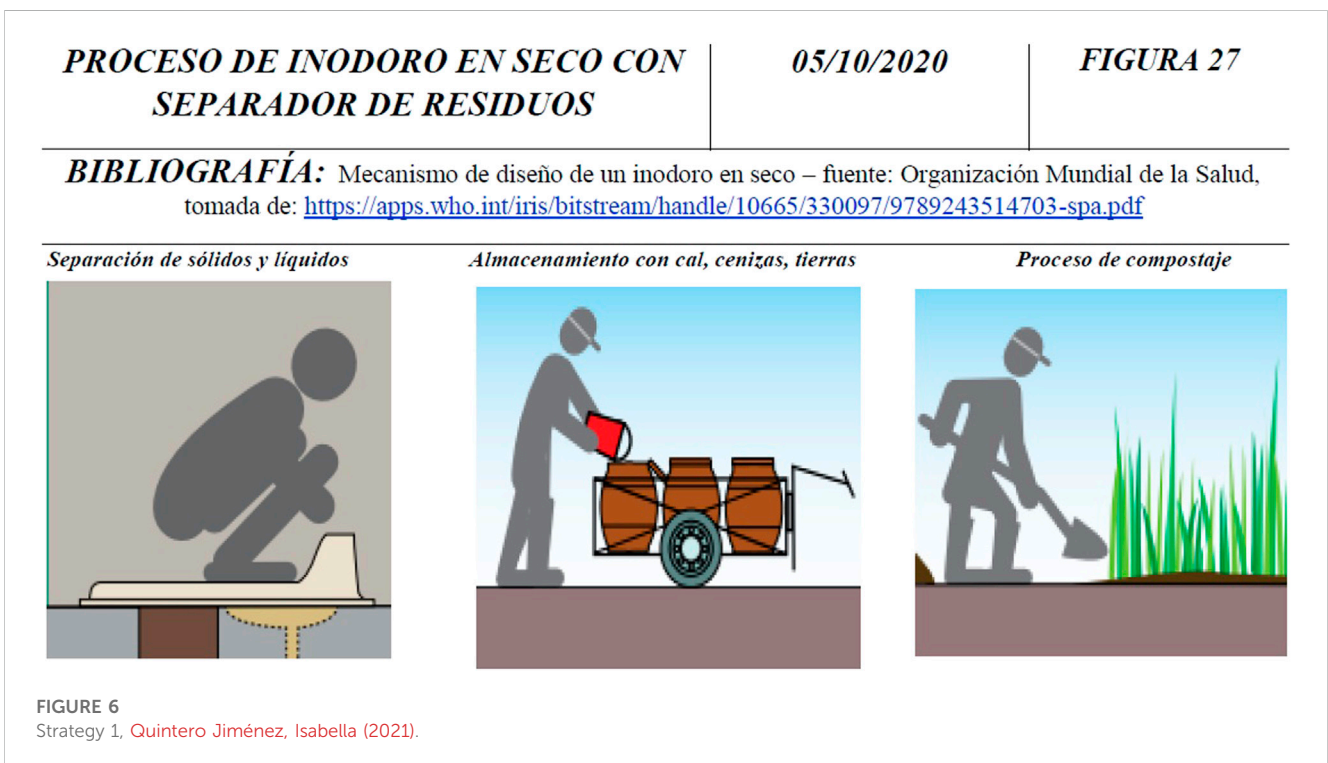 PROCESO DE INODORO EN SECO CON
SEPARADOR DE RESIDUOS
05/10/2020
FIGURA 27
BIBLIOGRAFÍA: Mecanismo de diseño de un inodoro en seco – fuente: Organización Mundial de la Salud,
tomada de: https://apps.who.int/iris/bitstream/handle/10665/330097/9789243514703-spa.pdf
Separación de sólidos y líquidos
Almacenamiento con cal, cenizas, tierras
Proceso de compostaje
FIGURE 6
Strategy 1, Quintero Jiménez, Isabella (2021).